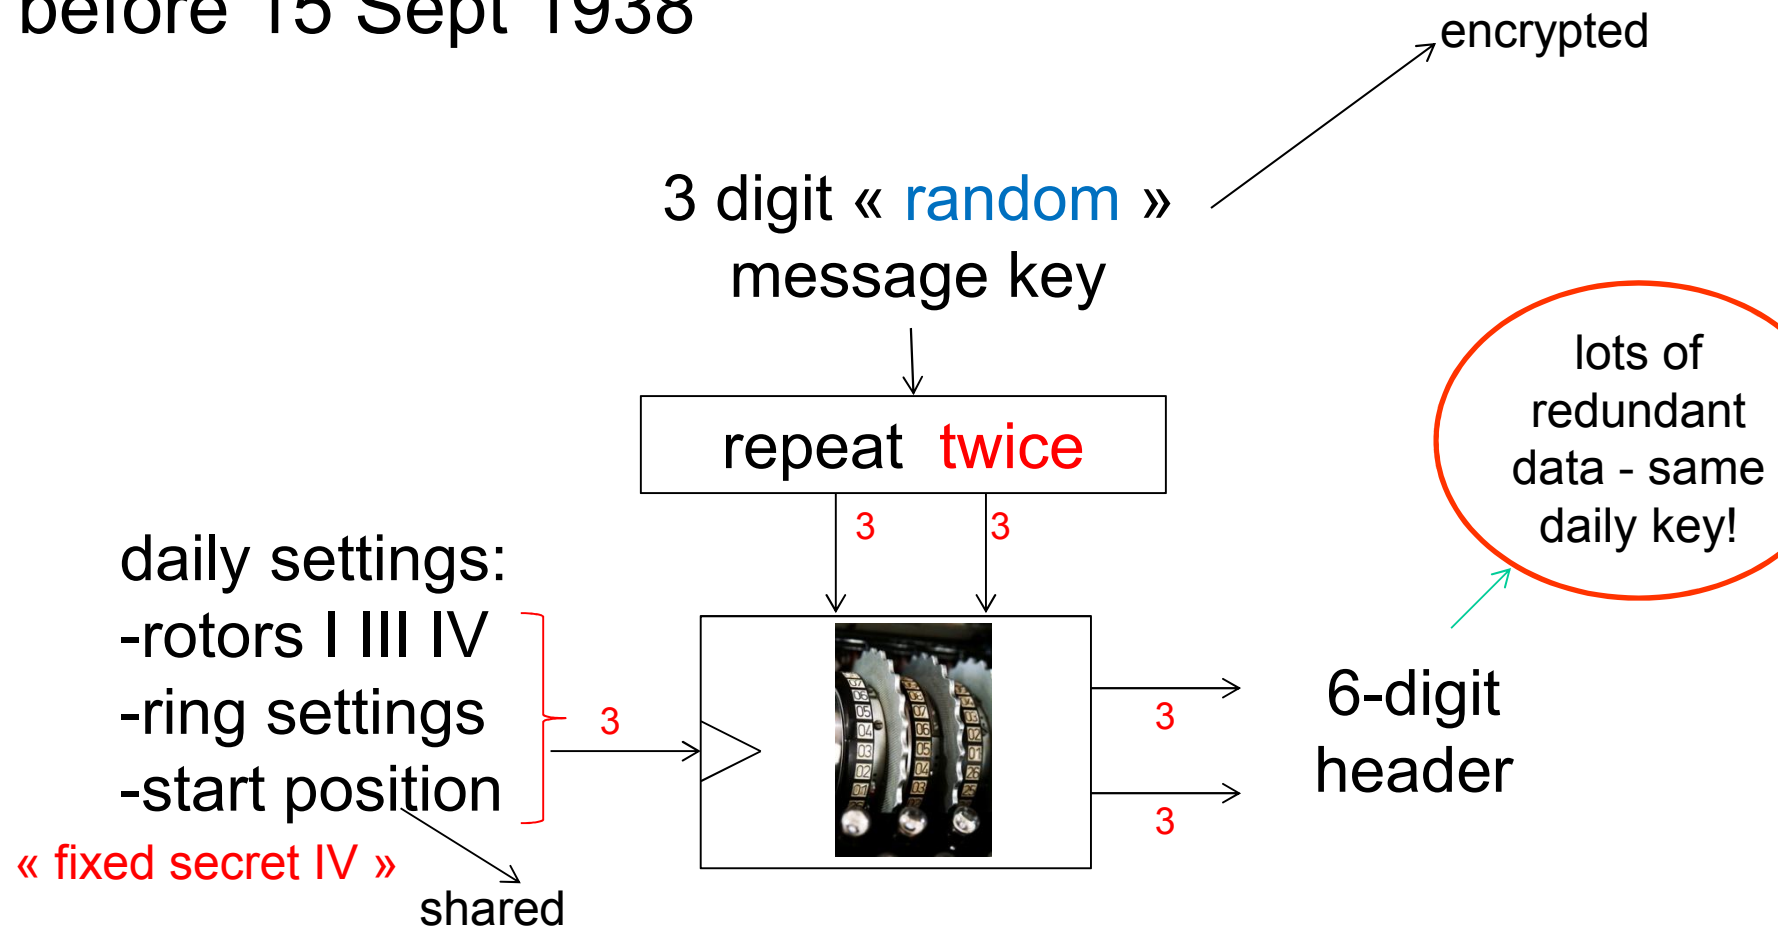 before 15 Sept 1938
encrypted
3 digit « random »
message key
repeat twice
3 3
lots of
redundant
data - same
daily key!
daily settings:
-rotors I III IV
-ring settings
-start position
« fixed secret IV »
shared
3
3
3
6-digit
header